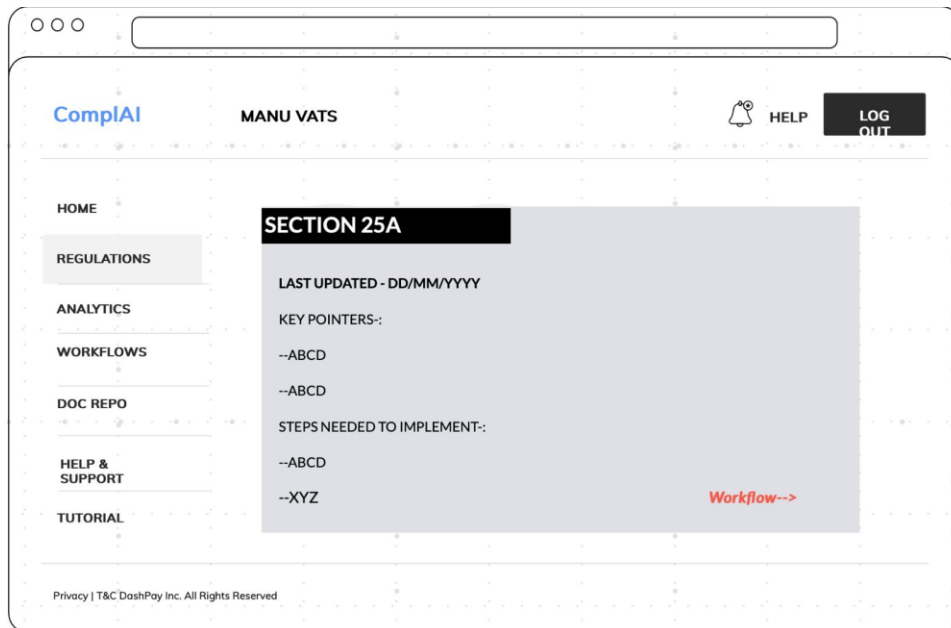 ComplAI
MANU VATS
HELP
LOG
OUT
HOME
REGULATIONS
ANALYTICS
WORKFLOWS
DOC REPO
HELP &
SUPPORT
TUTORIAL
SECTION 25A
LAST UPDATED - DD/MM/YYYY
KEY POINTERS-:
--ABCD
--ABCD
STEPS NEEDED TO IMPLEMENT-:
--ABCD
--XYZ
Workflow-->
Privacy | T&C DashPay Inc. All Rights Reserved